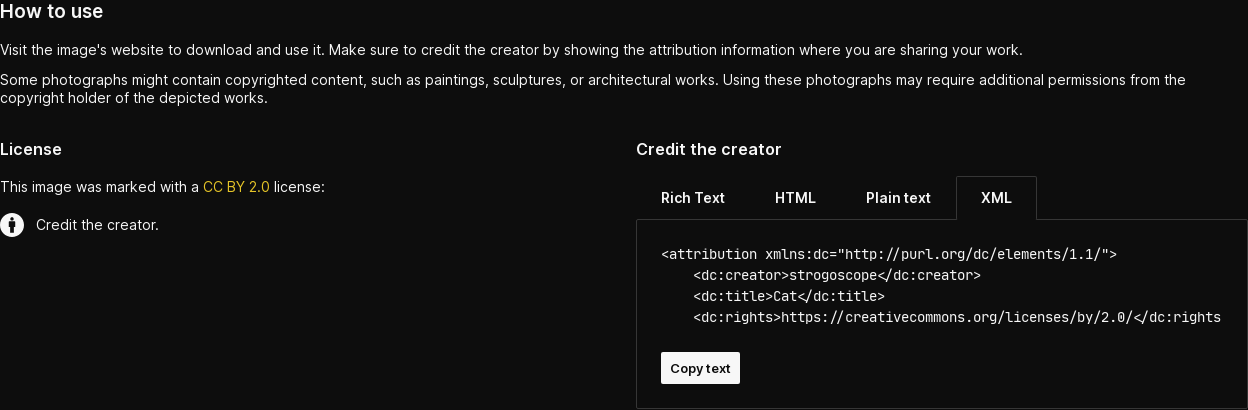 How to use
Visit the image's website to download and use it. Make sure to credit the creator by showing the attribution information where you are sharing your work.
Some photographs might contain copyrighted content, such as paintings, sculptures, or architectural works. Using these photographs may require additional permissions from the
copyright holder of the depicted works.
License
This image was marked with a CC BY 2.0 license:
Credit the creator.
Credit the creator
Rich Text HTML Plain text XML
<attribution xmlns:dc="http://purl.org/dc/elements/1.1/">
    <dc:creator>strogoscope</dc:creator>
    <dc:title>Cat</dc:title>
    <dc:rights>https://creativecommons.org/licenses/by/2.0/</dc:rights
Copy text